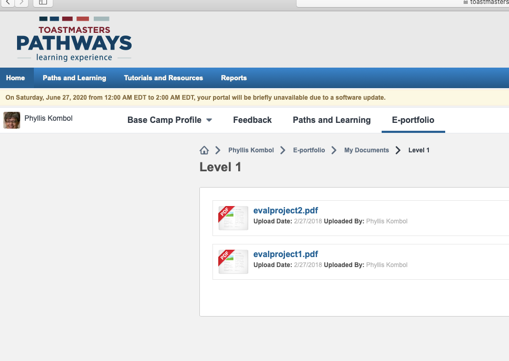 toastmasters
TOASTMASTERS
PATHWAYS
learning experience
Home Paths and Learning Tutorials and Resources Reports
On Saturday, June 27, 2020 from 12:00 AM EDT to 2:00 AM EDT, your portal will be briefly unavailable due to a software update.
Phyllis Kombol Base Camp Profile Feedback Paths and Learning E-portfolio
Phyllis Kombol E-portfolio My Documents Level 1
Level 1
PDF
evalproject2.pdf
Upload Date: 2/27/2018 Uploaded By: Phyllis Kombol
PDF
evalproject1.pdf
Upload Date: 2/27/2018 Uploaded By: Phyllis Kombol